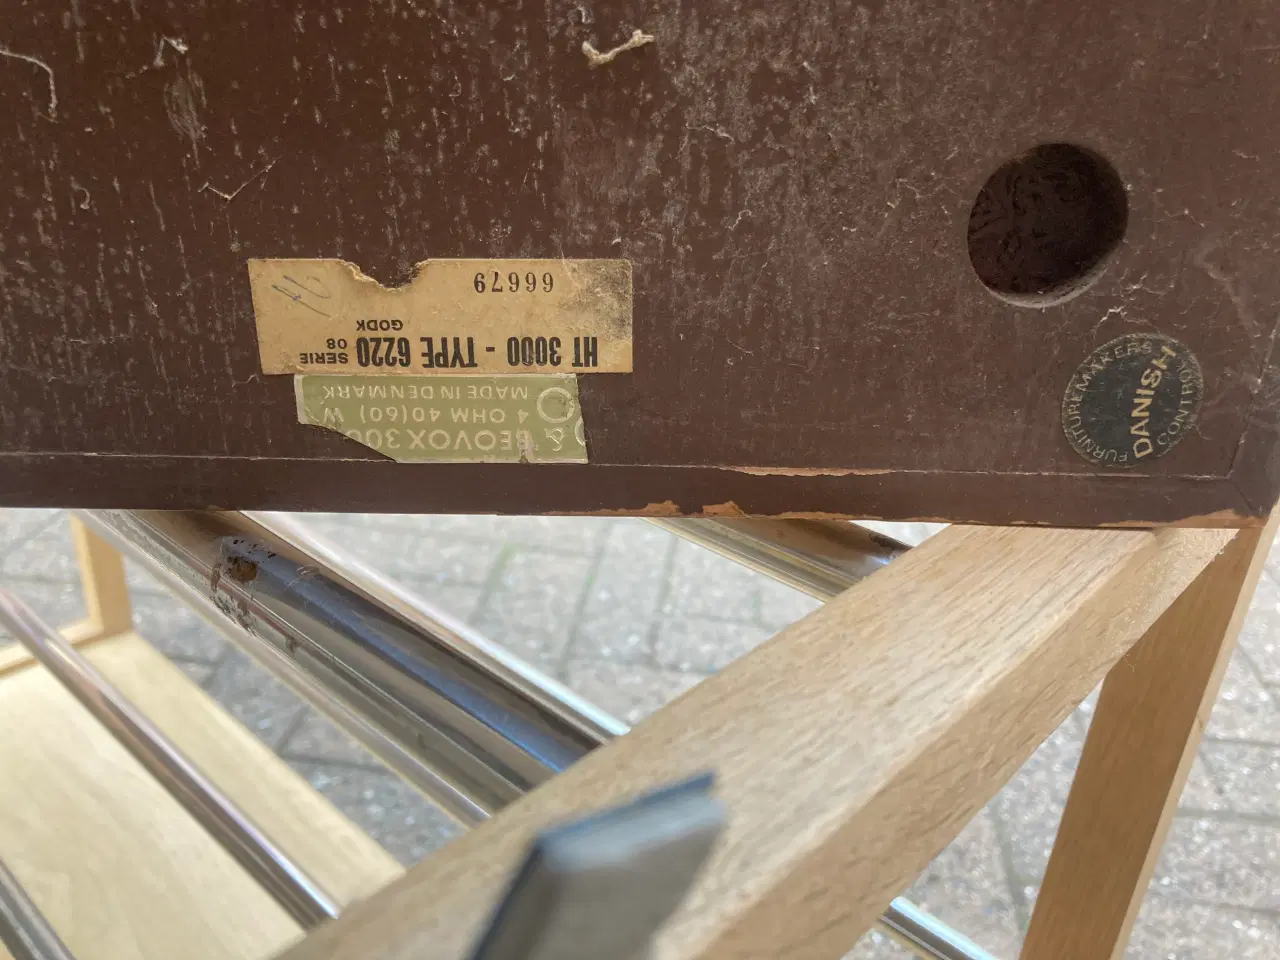 BEOVOX 300
4 OHM 40(60) W
MADE IN DENMARK
HT 3000 - TYPE 6220 SERIE 08
GODK
66679
DANISH
FURNITUREMAKERS CONTROL